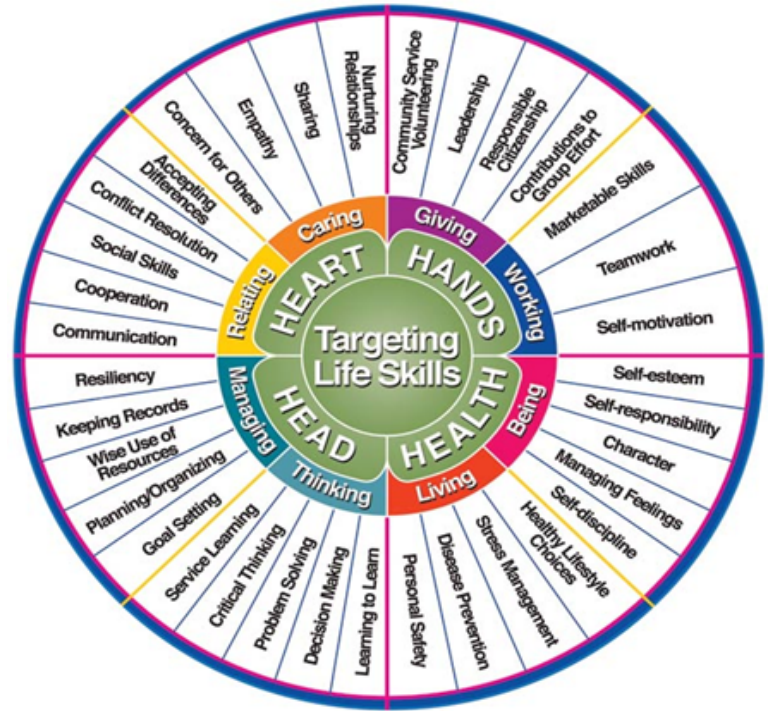 Targeting
Life Skills
HEART
HANDS
HEALTH
HEAD
Caring
Giving
Working
Being
Living
Thinking
Managing
Relating
Nurturing
Relationships
Sharing
Empathy
Concern for Others
Accepting
Differences
Conflict Resolution
Social Skills
Cooperation
Communication
Community Service
Volunteering
Leadership
Responsible
Citizenship
Contributions to
Group Effort
Marketable Skills
Teamwork
Self-motivation
Self-esteem
Self-responsibility
Character
Managing Feelings
Self-discipline
Healthy Lifestyle
Choices
Stress Management
Disease Prevention
Personal Safety
Learning to Learn
Decision Making
Problem Solving
Critical Thinking
Service Learning
Goal Setting
Planning/Organizing
Wise Use of
Resources
Keeping Records
Resiliency